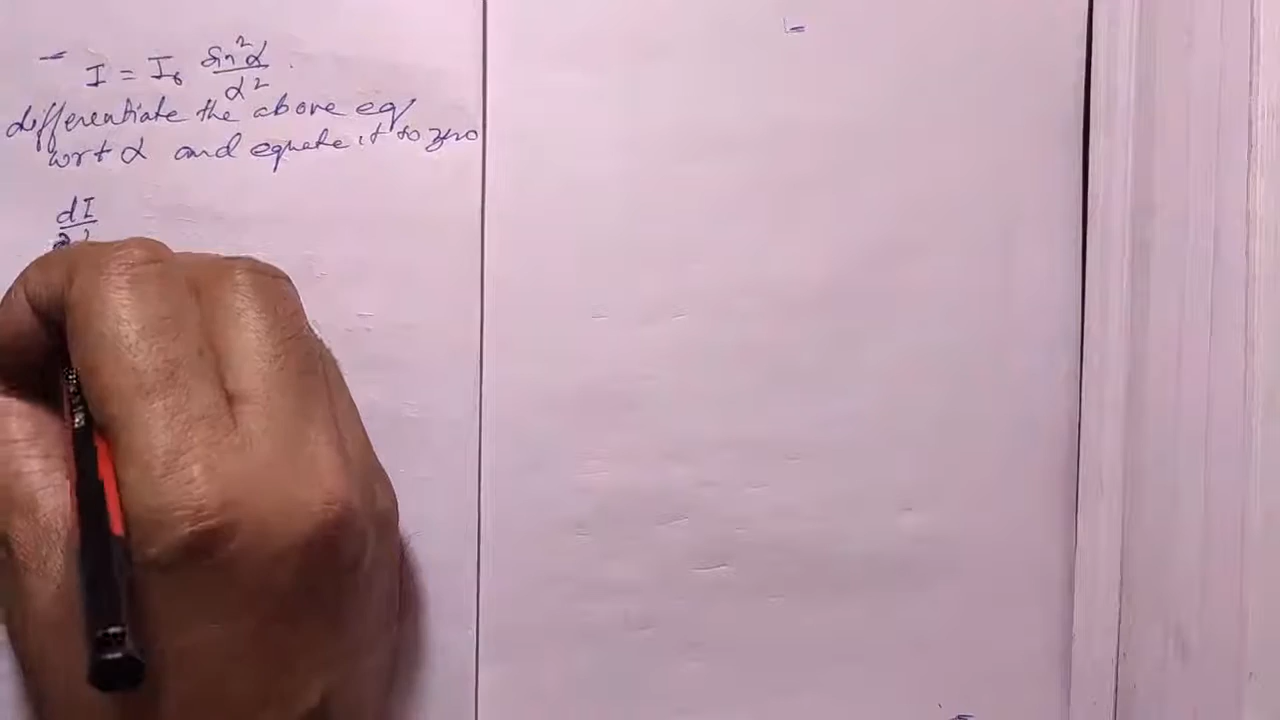 I = I₀ sin²α / α²
differentiate the above eq
wrt α and equate it to zero
dI